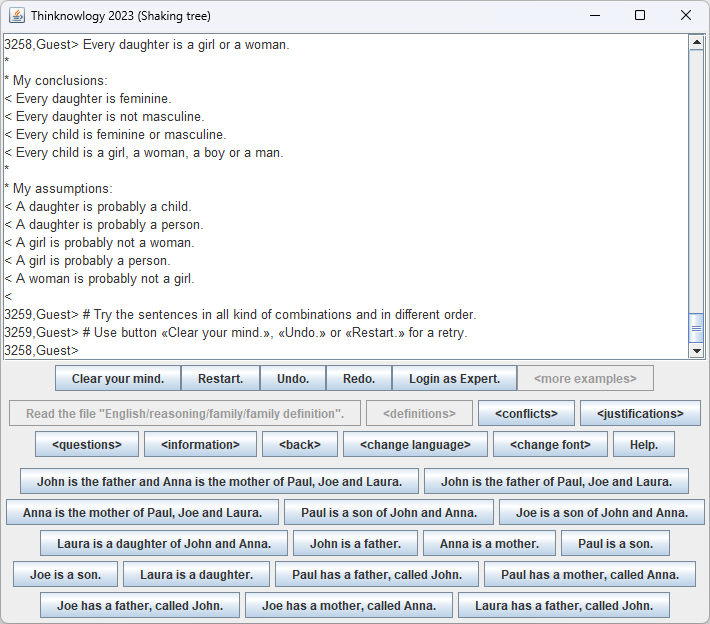 Thinknowlogy 2023 (Shaking tree)
3258,Guest> Every daughter is a girl or a woman.
*
* My conclusions:
< Every daughter is feminine.
< Every daughter is not masculine.
< Every child is feminine or masculine.
< Every child is a girl, a woman, a boy or a man.
*
* My assumptions:
< A daughter is probably a child.
< A daughter is probably a person.
< A girl is probably not a woman.
< A girl is probably a person.
< A woman is probably not a girl.
<
3259,Guest> # Try the sentences in all kind of combinations and in different order.
3259,Guest> # Use button «Clear your mind.», «Undo.» or «Restart.» for a retry.
3258,Guest>
Clear your mind. Restart. Undo. Redo. Login as Expert. <more examples>
Read the file "English/reasoning/family/family definition". <definitions> <conflicts> <justifications>
<questions> <information> <back> <change language> <change font> Help.
John is the father and Anna is the mother of Paul, Joe and Laura. John is the father of Paul, Joe and Laura.
Anna is the mother of Paul, Joe and Laura. Paul is a son of John and Anna. Joe is a son of John and Anna.
Laura is a daughter of John and Anna. John is a father. Anna is a mother. Paul is a son.
Joe is a son. Laura is a daughter. Paul has a father, called John. Paul has a mother, called Anna.
Joe has a father, called John. Joe has a mother, called Anna. Laura has a father, called John.